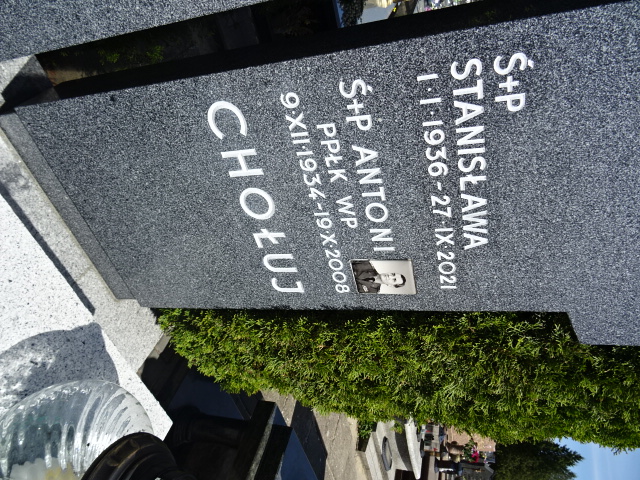 Ś+P
STANISŁAWA
1·I·1936-27·IX·2021
Ś+P ANTONI
PPŁK WP
9·XII·1934-19·X·2008
CHOŁUJ